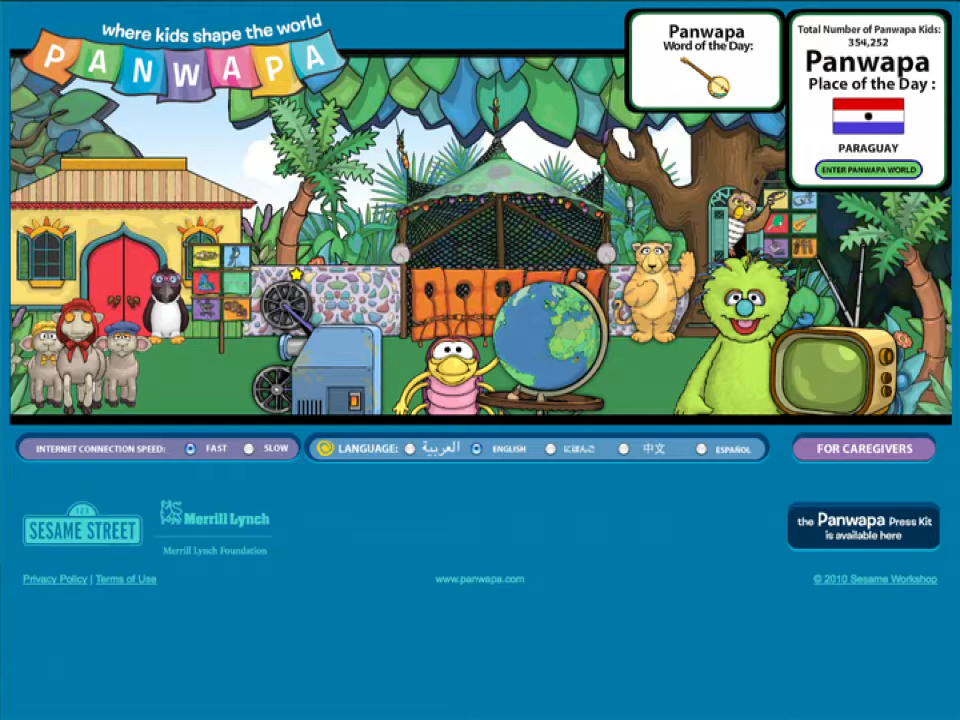 where kids shape the world
PANWAPA
Panwapa
Word of the Day:
Total Number of Panwapa Kids:
354,252
Panwapa
Place of the Day :
PARAGUAY
ENTER PANWAPA WORLD
INTERNET CONNECTION SPEED: FAST SLOW
LANGUAGE: العربية ENGLISH にほんご 中文 ESPAÑOL
FOR CAREGIVERS
123
SESAME STREET
Merrill Lynch
Merrill Lynch Foundation
the Panwapa Press Kit
is available here
Privacy Policy | Terms of Use
www.panwapa.com
© 2010 Sesame Workshop